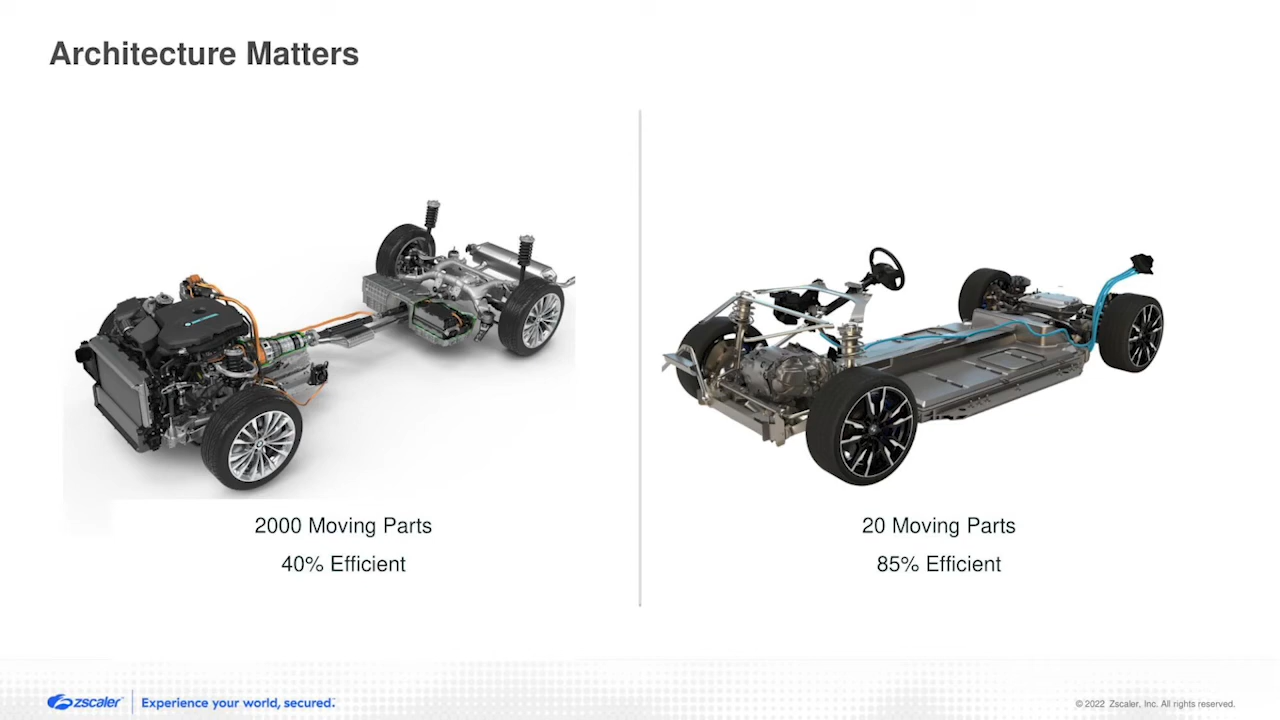 Architecture Matters
2000 Moving Parts
40% Efficient
20 Moving Parts
85% Efficient
zscaler
Experience your world, secured.
© 2022 Zscaler, Inc. All rights reserved.